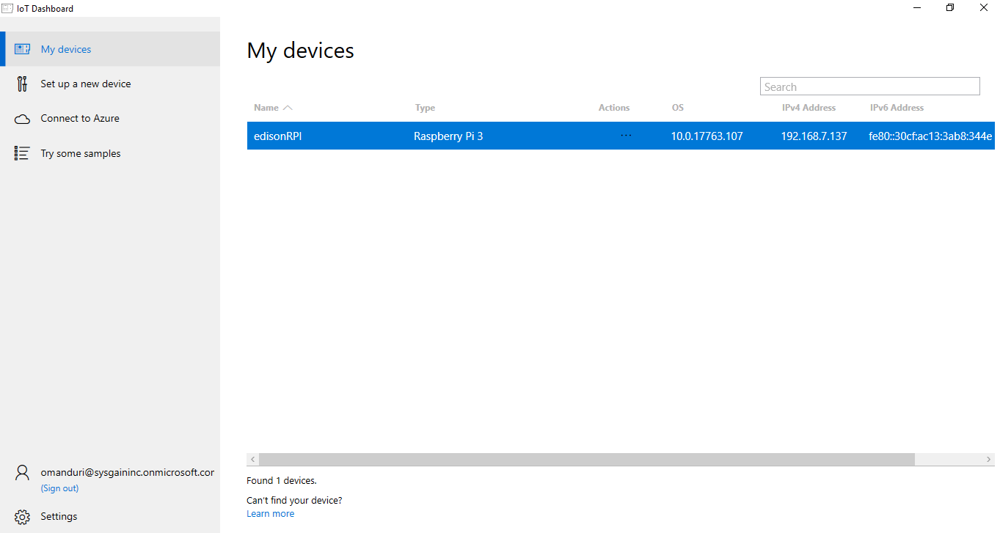 IoT Dashboard
My devices
Set up a new device
Connect to Azure
Try some samples
omanduri@sysgaininc.onmicrosoft.cor
(Sign out)
Settings
My devices
Search
Name Type Actions OS IPv4 Address IPv6 Address
edisonRPI Raspberry Pi 3 ... 10.0.17763.107 192.168.7.137 fe80::30cf:ac13:3ab8:344e
Found 1 devices.
Can't find your device?
Learn more